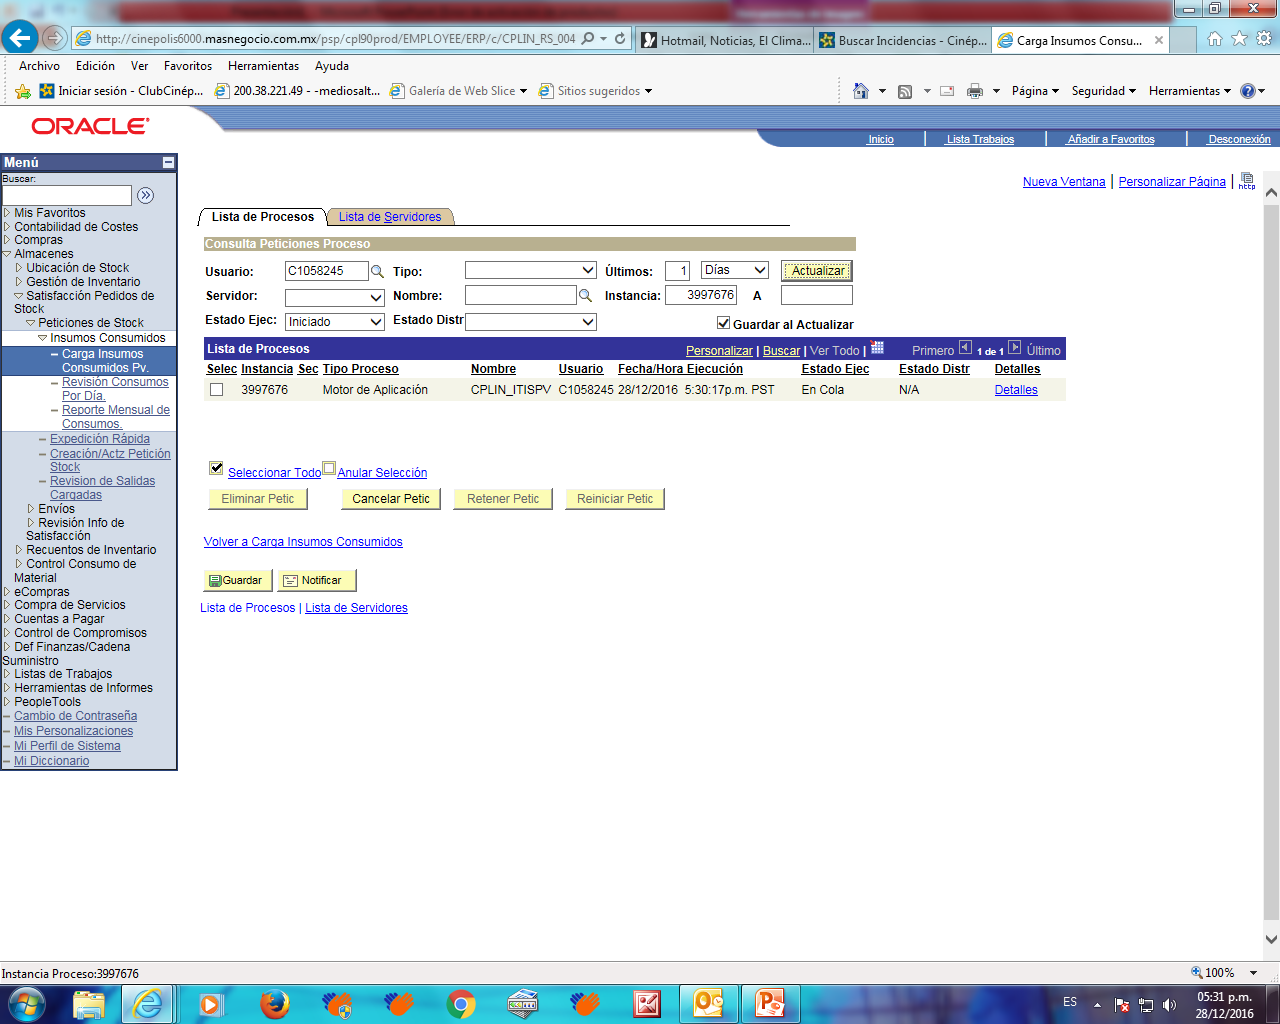 http://cinepolis6000.masnegocio.com.mx/psp/cpl90prod/EMPLOYEE/ERP/c/CPLIN_RS_004
Hotmail, Noticias, El Clima...
Buscar Incidencias - Cinép...
Carga Insumos Consu...
Archivo Edición Ver Favoritos Herramientas Ayuda
Iniciar sesión - ClubCinép... 200.38.221.49 - -mediosalt... Galería de Web Slice Sitios sugeridos Página Seguridad Herramientas
ORACLE
Inicio Lista Trabajos Añadir a Favoritos Desconexión
Menú
Buscar:
Mis Favoritos
Contabilidad de Costes
Compras
Almacenes
Ubicación de Stock
Gestión de Inventario
Satisfacción Pedidos de
Stock
Peticiones de Stock
Insumos Consumidos
Carga Insumos
Consumidos Pv.
Revisión Consumos
Por Día.
Reporte Mensual de
Consumos.
Expedición Rápida
Creación/Actz Petición
Stock
Revision de Salidas
Cargadas
Envíos
Revisión Info de
Satisfacción
Recuentos de Inventario
Control Consumo de
Material
eCompras
Compra de Servicios
Cuentas a Pagar
Control de Compromisos
Def Finanzas/Cadena
Suministro
Listas de Trabajos
Herramientas de Informes
PeopleTools
Cambio de Contraseña
Mis Personalizaciones
Mi Perfil de Sistema
Mi Diccionario
Nueva Ventana | Personalizar Página | http
Lista de Procesos Lista de Servidores
Consulta Peticiones Proceso
Usuario: C1058245 Tipo: Últimos: 1 Días Actualizar
Servidor: Nombre: Instancia: 3997676 A
Estado Ejec: Iniciado Estado Distr Guardar al Actualizar
Lista de Procesos Personalizar | Buscar | Ver Todo | Primero 1 de 1 Último
Selec Instancia Sec Tipo Proceso Nombre Usuario Fecha/Hora Ejecución Estado Ejec Estado Distr Detalles
3997676 Motor de Aplicación CPLIN_ITISPV C1058245 28/12/2016 5:30:17p.m. PST En Cola N/A Detalles
Seleccionar Todo Anular Selección
Eliminar Petic Cancelar Petic Retener Petic Reiniciar Petic
Volver a Carga Insumos Consumidos
Guardar Notificar
Lista de Procesos | Lista de Servidores
Instancia Proceso:3997676
100%
ES
05:31 p.m.
28/12/2016